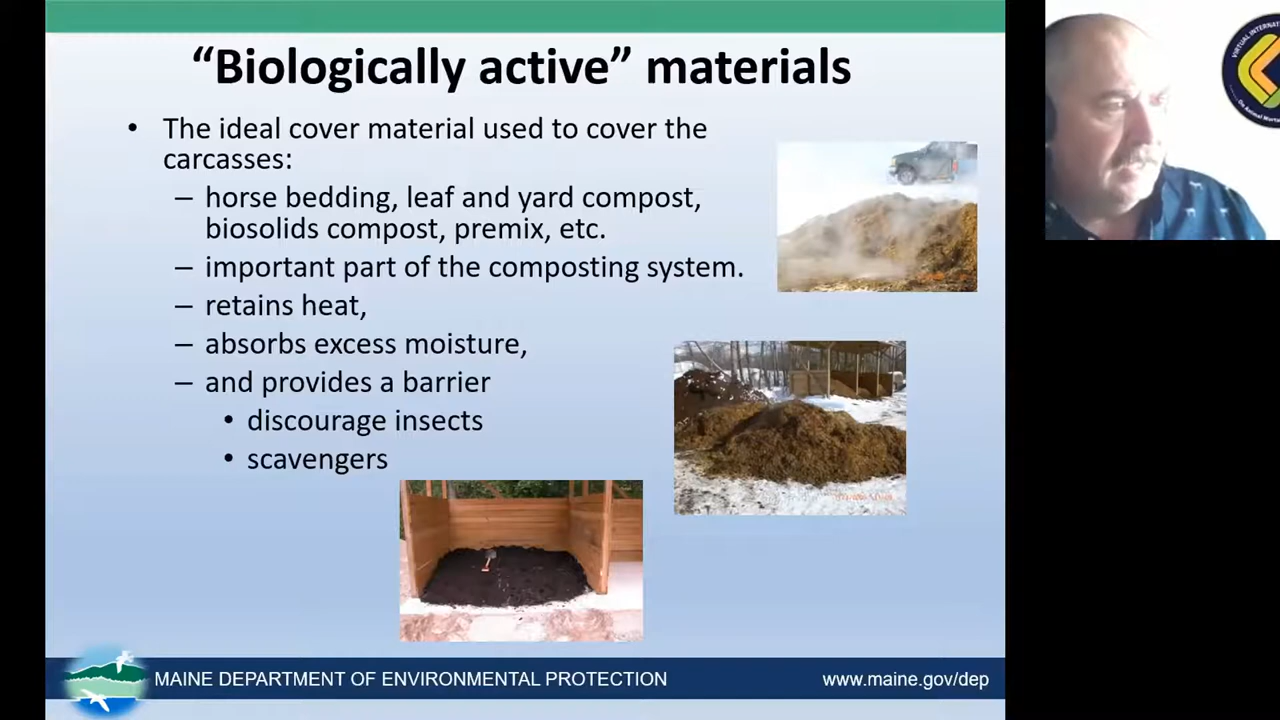 “Biologically active” materials
• The ideal cover material used to cover the
carcasses:
– horse bedding, leaf and yard compost,
biosolids compost, premix, etc.
– important part of the composting system.
– retains heat,
– absorbs excess moisture,
– and provides a barrier
• discourage insects
• scavengers
MAINE DEPARTMENT OF ENVIRONMENTAL PROTECTION
www.maine.gov/dep